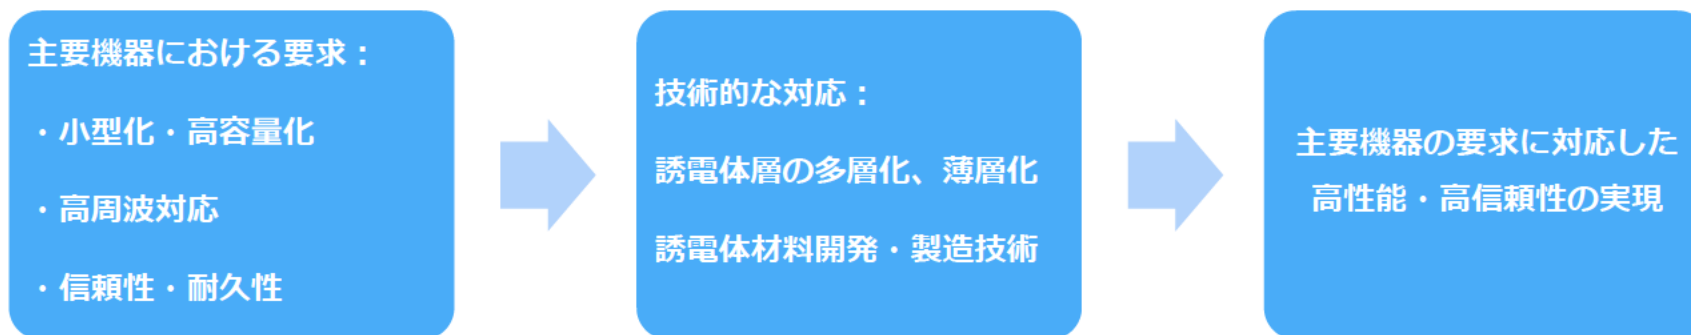 主要機器における要求：
・小型化・高容量化
・高周波対応
・信頼性・耐久性
技術的な対応：
誘電体層の多層化、薄層化
誘電体材料開発・製造技術
主要機器の要求に対応した
高性能・高信頼性の実現